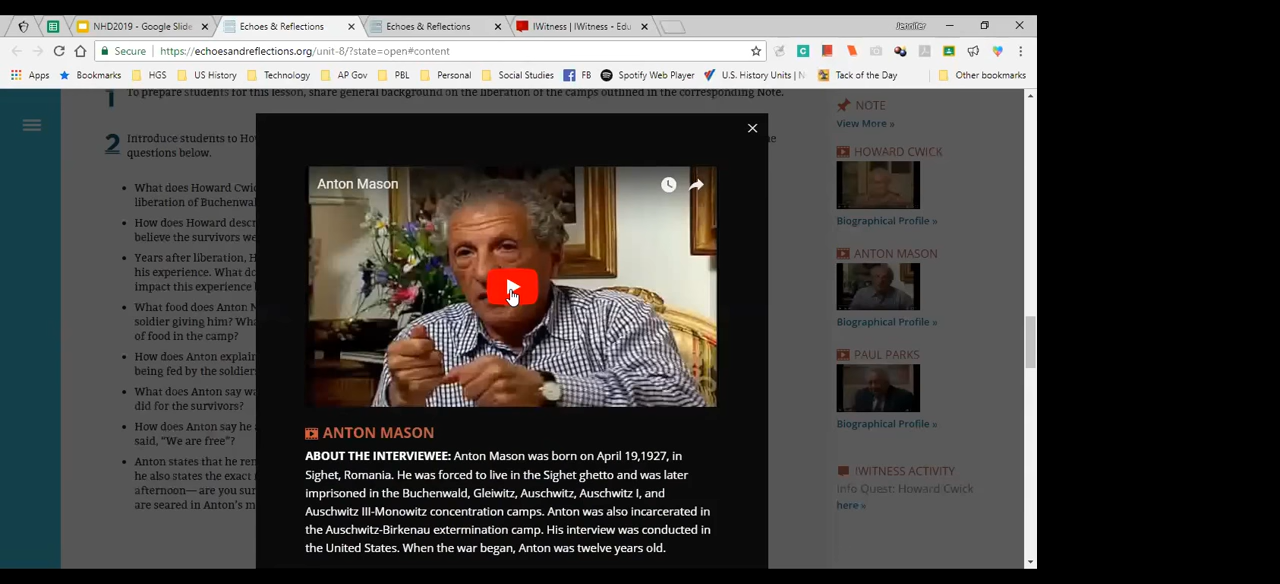 NHD2019 - Google Slide
Echoes & Reflections
Echoes & Reflections
IWitness | IWitness - Edu
Jennifer
Secure
https://echoesandreflections.org/unit-8/?state=open#content
Apps
Bookmarks
HGS
US History
Technology
AP Gov
PBL
Personal
Social Studies
FB
Spotify Web Player
U.S. History Units | N
Tack of the Day
Other bookmarks
1 To prepare students for this lesson, share general background on the liberation of the camps outlined in the corresponding Note.
2 Introduce students to Ho
questions below.
• What does Howard Cwic
liberation of Buchenwal
• How does Howard descr
believe the survivors we
• Years after liberation, H
his experience. What do
impact this experience
• What food does Anton
soldier giving him? Wha
of food in the camp?
• How does Anton explain
being fed by the soldiers
• What does Anton say wa
did for the survivors?
• How does Anton say he a
said, "We are free"?
• Anton states that he ren
he also states the exact
afternoon—are you sur
are seared in Anton's m
Anton Mason
ANTON MASON
ABOUT THE INTERVIEWEE: Anton Mason was born on April 19,1927, in
Sighet, Romania. He was forced to live in the Sighet ghetto and was later
imprisoned in the Buchenwald, Gleiwitz, Auschwitz, Auschwitz I, and
Auschwitz III-Monowitz concentration camps. Anton was also incarcerated in
the Auschwitz-Birkenau extermination camp. His interview was conducted in
the United States. When the war began, Anton was twelve years old.
he
NOTE
View More »
HOWARD CWICK
Biographical Profile »
ANTON MASON
Biographical Profile »
PAUL PARKS
Biographical Profile »
IWITNESS ACTIVITY
Info Quest: Howard Cwick
here »